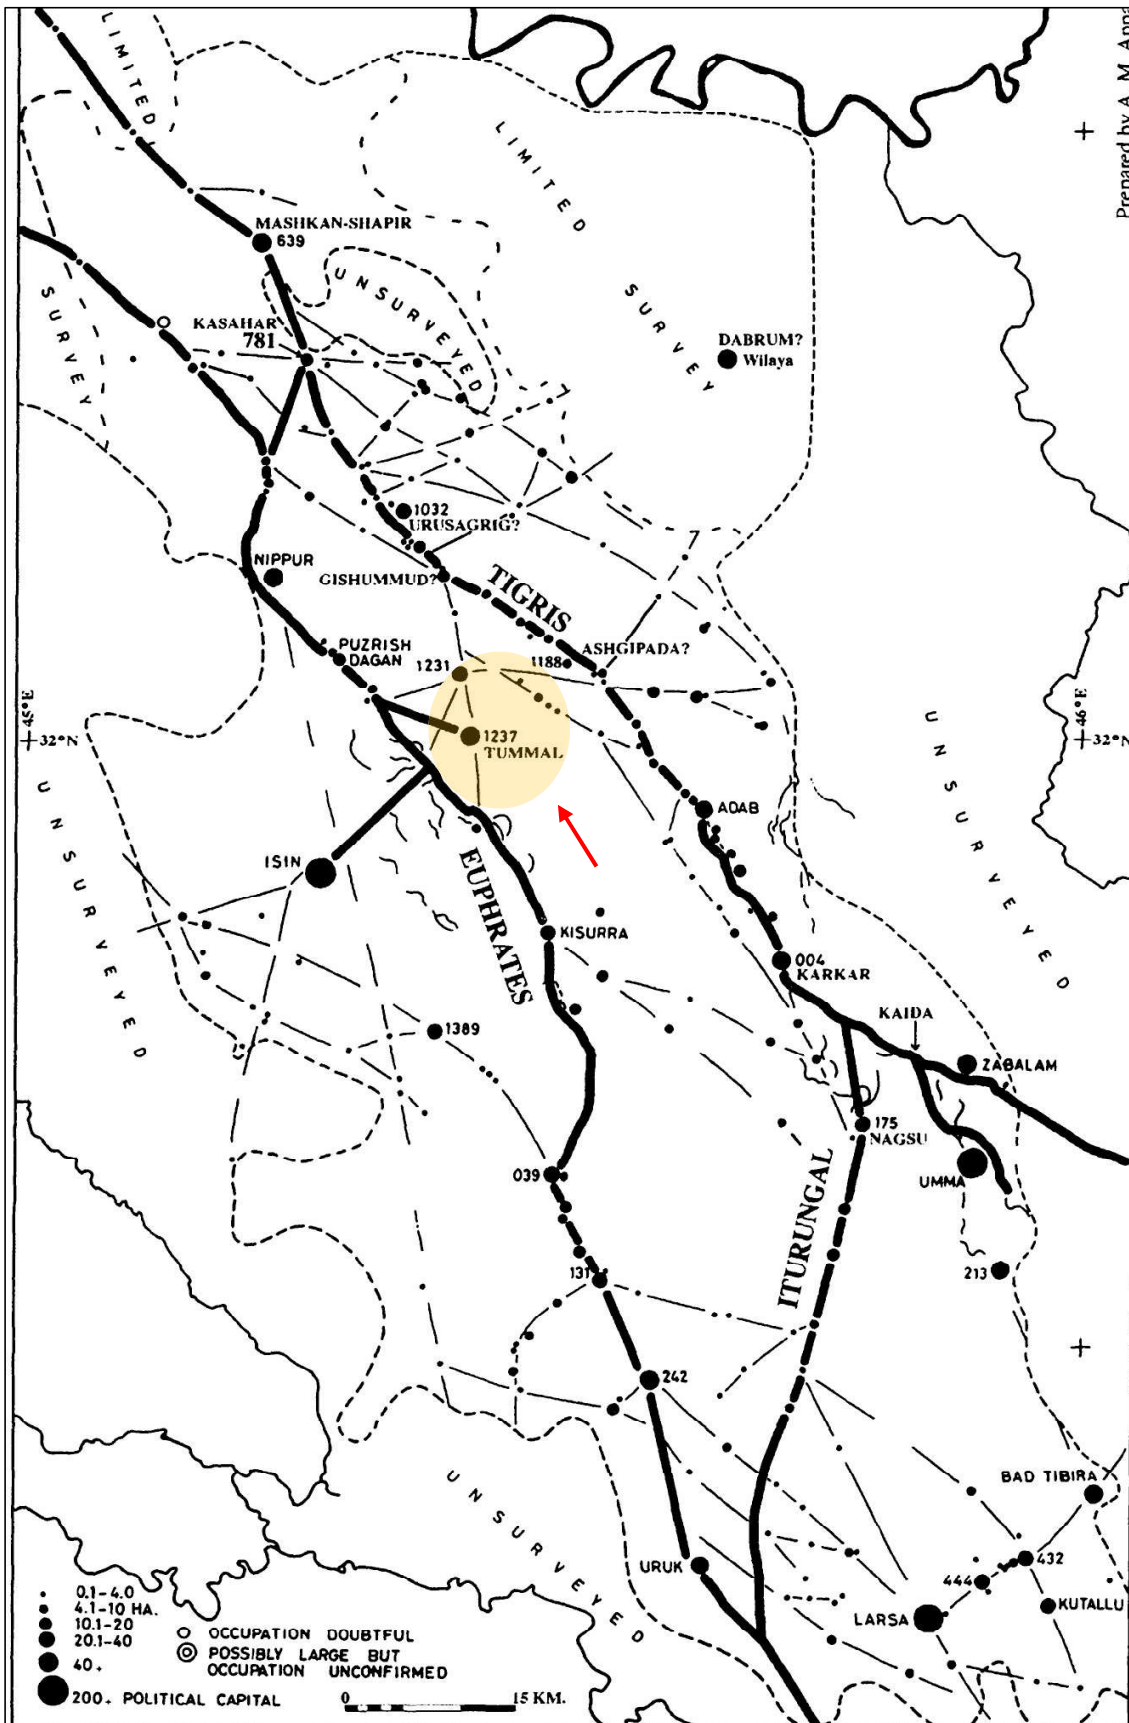 Prepared by A. M. Appa
LIMITED
LIMITED
SURVEY
MASHKAN-SHAPIR
639
UNSURVEYED
SURVEY
KASAHAR
781
DABRUM?
Wilaya
1032
URUSAGRIG?
NIPPUR
GISHUMMUD?
TIGRIS
PUZRISH
DAGAN
1231
1188
ASHGIPADA?
45°E
32°N
46°E
32°N
1237
TUMMAL
UNSURVEYED
UNSURVEYED
ADAB
ISIN
EUPHRATES
KISURRA
004
KARKAR
KAIDA
1389
ZABALAM
175
NAGSU
UMMA
039
ITURUNGAL
213
131
242
UNSURVEYED
BAD TIBIRA
URUK
432
444
KUTALLU
LARSA
0.1-4.0
4.1-10 HA.
10.1-20
20.1-40
40+
200+ POLITICAL CAPITAL
OCCUPATION DOUBTFUL
POSSIBLY LARGE BUT
OCCUPATION UNCONFIRMED
0 15 KM.